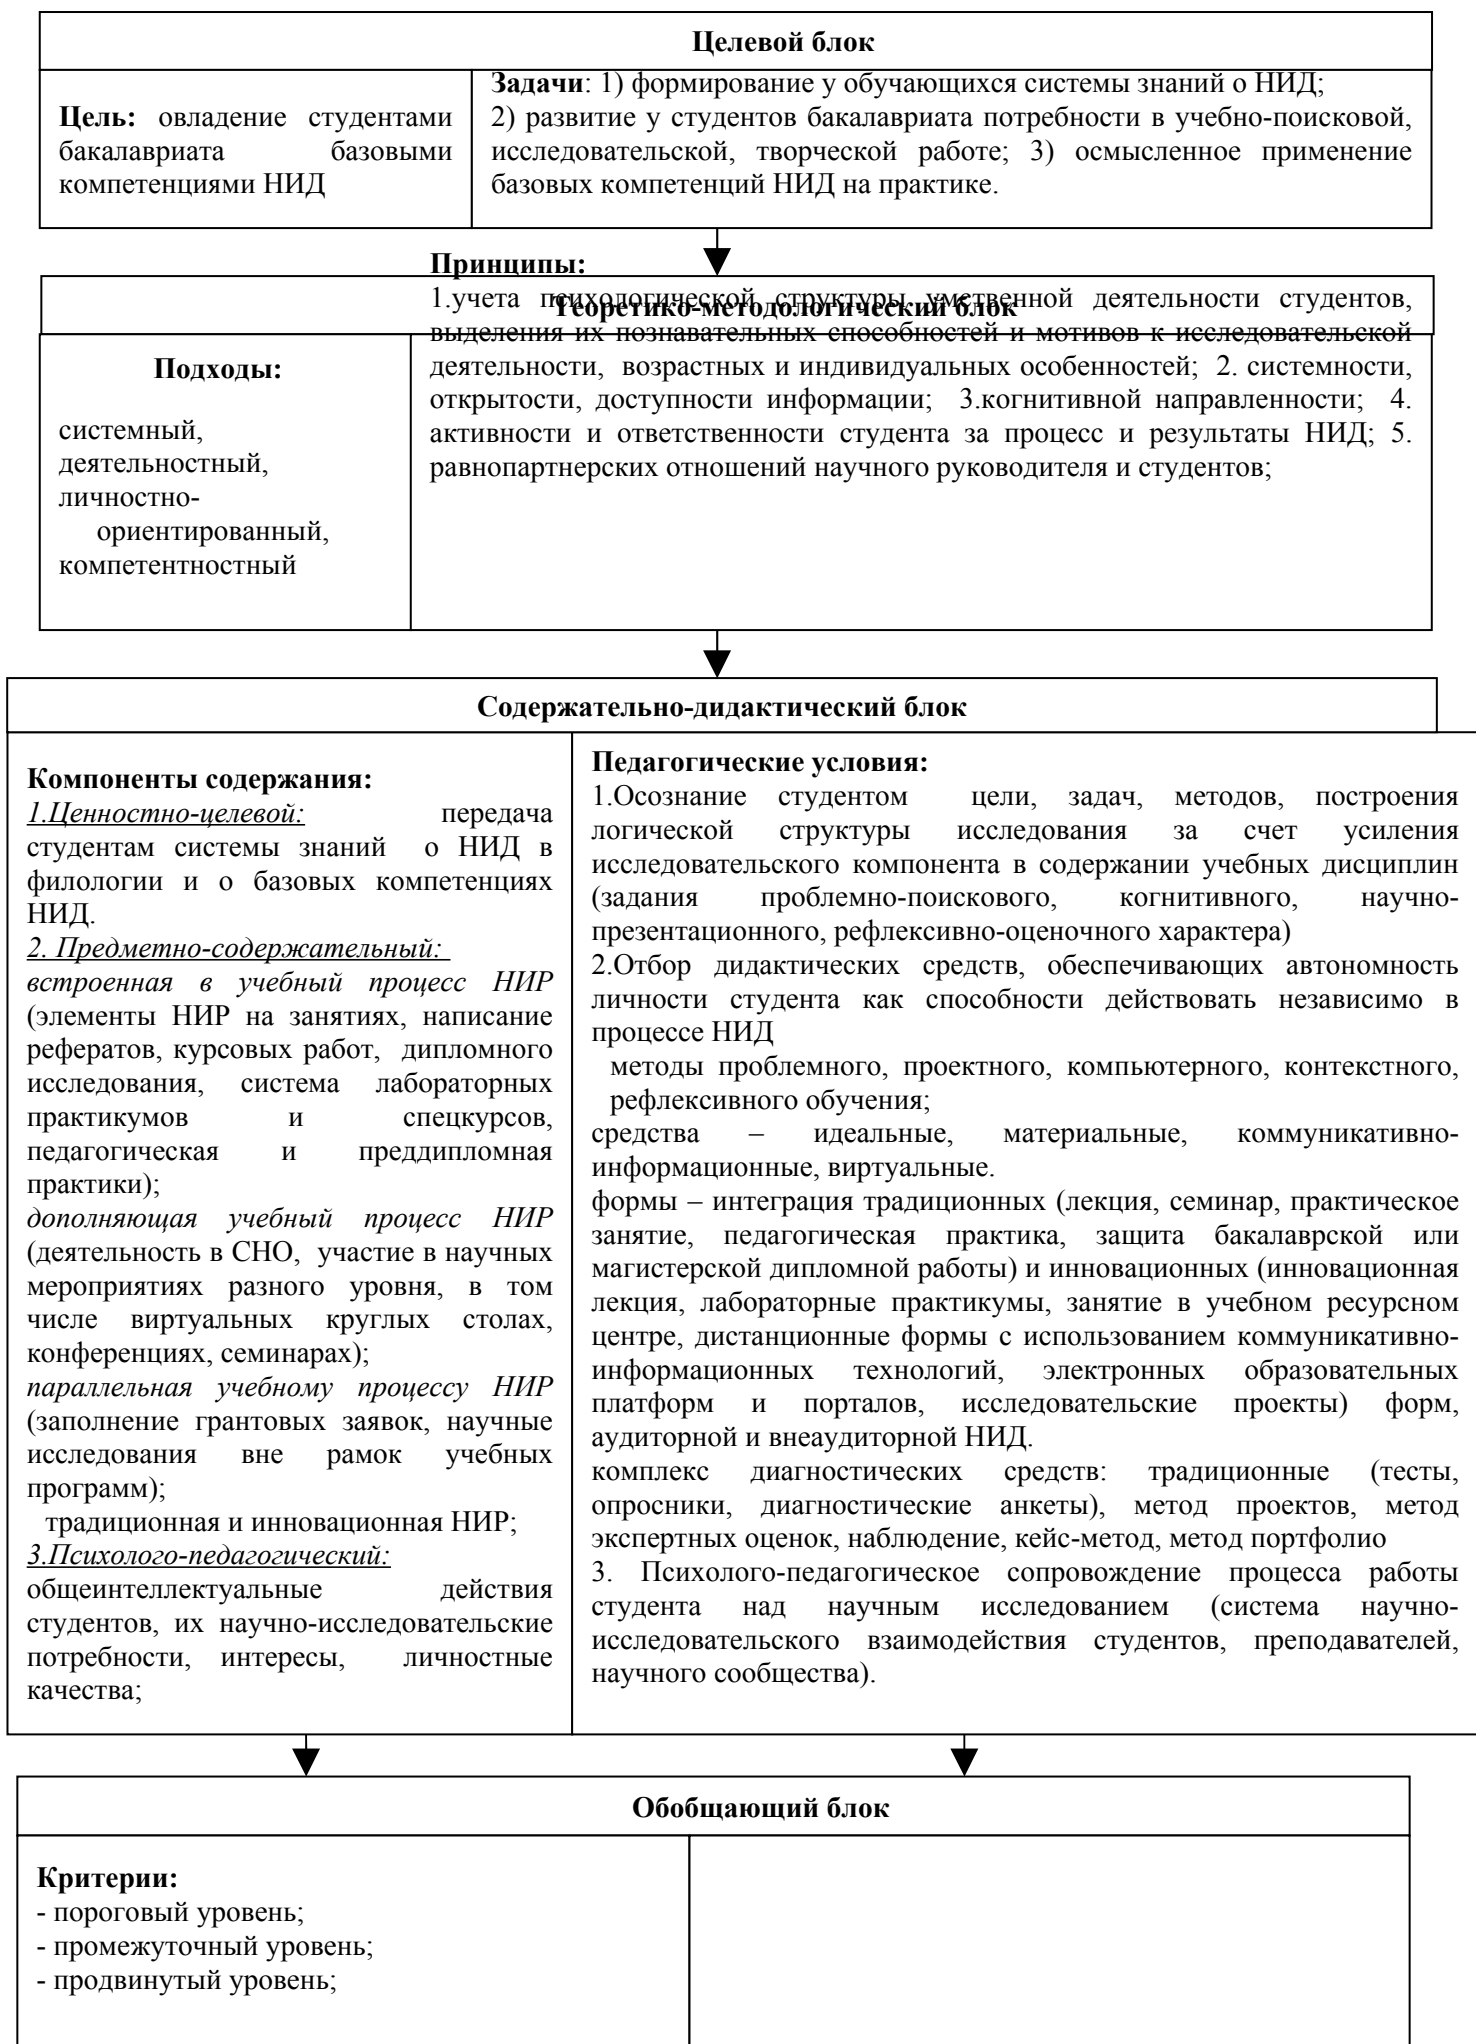 Целевой блок
Цель: овладение студентами
бакалавриата базовыми
компетенциями НИД
Задачи: 1) формирование у обучающихся системы знаний о НИД;
2) развитие у студентов бакалавриата потребности в учебно-поисковой,
исследовательской, творческой работе; 3) осмысленное применение
базовых компетенций НИД на практике.
Теоретико-методологический блок
Подходы:
системный,
деятельностный,
личностно-
ориентированный,
компетентностный
Принципы:
1.учета психологической структуры умственной деятельности студентов,
выделения их познавательных способностей и мотивов к исследовательской
деятельности, возрастных и индивидуальных особенностей; 2. системности,
открытости, доступности информации; 3.когнитивной направленности; 4.
активности и ответственности студента за процесс и результаты НИД; 5.
равнопартнерских отношений научного руководителя и студентов;
Содержательно-дидактический блок
Компоненты содержания:
1.Ценностно-целевой: передача
студентам системы знаний о НИД в
филологии и о базовых компетенциях
НИД.
2. Предметно-содержательный:
встроенная в учебный процесс НИР
(элементы НИР на занятиях, написание
рефератов, курсовых работ, дипломного
исследования, система лабораторных
практикумов и спецкурсов,
педагогическая и преддипломная
практики);
дополняющая учебный процесс НИР
(деятельность в СНО, участие в научных
мероприятиях разного уровня, в том
числе виртуальных круглых столах,
конференциях, семинарах);
параллельная учебному процессу НИР
(заполнение грантовых заявок, научные
исследования вне рамок учебных
программ);
традиционная и инновационная НИР;
3.Психолого-педагогический:
общеинтеллектуальные действия
студентов, их научно-исследовательские
потребности, интересы, личностные
качества;
Педагогические условия:
1.Осознание студентом цели, задач, методов, построения
логической структуры исследования за счет усиления
исследовательского компонента в содержании учебных дисциплин
(задания проблемно-поискового, когнитивного, научно-
презентационного, рефлексивно-оценочного характера)
2.Отбор дидактических средств, обеспечивающих автономность
личности студента как способности действовать независимо в
процессе НИД
методы проблемного, проектного, компьютерного, контекстного,
рефлексивного обучения;
средства – идеальные, материальные, коммуникативно-
информационные, виртуальные.
формы – интеграция традиционных (лекция, семинар, практическое
занятие, педагогическая практика, защита бакалаврской или
магистерской дипломной работы) и инновационных (инновационная
лекция, лабораторные практикумы, занятие в учебном ресурсном
центре, дистанционные формы с использованием коммуникативно-
информационных технологий, электронных образовательных
платформ и порталов, исследовательские проекты) форм,
аудиторной и внеаудиторной НИД.
комплекс диагностических средств: традиционные (тесты,
опросники, диагностические анкеты), метод проектов, метод
экспертных оценок, наблюдение, кейс-метод, метод портфолио
3. Психолого-педагогическое сопровождение процесса работы
студента над научным исследованием (система научно-
исследовательского взаимодействия студентов, преподавателей,
научного сообщества).
Обобщающий блок
Критерии:
- пороговый уровень;
- промежуточный уровень;
- продвинутый уровень;